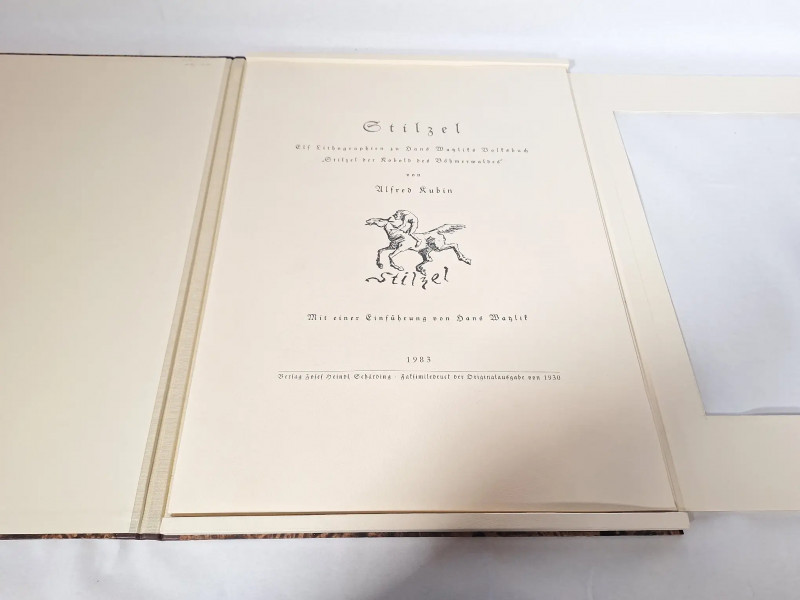 Stilzel
Elf Lithographien zu Hans Watzliks Volksbuch
„Stilzel der Kobold des Böhmerwaldes“
von
Alfred Kubin
Stilzel
Mit einer Einführung von Hans Watzlik
1983
Verlag Josef Heindl Schärding · Faksimiledruck der Originalausgabe von 1930